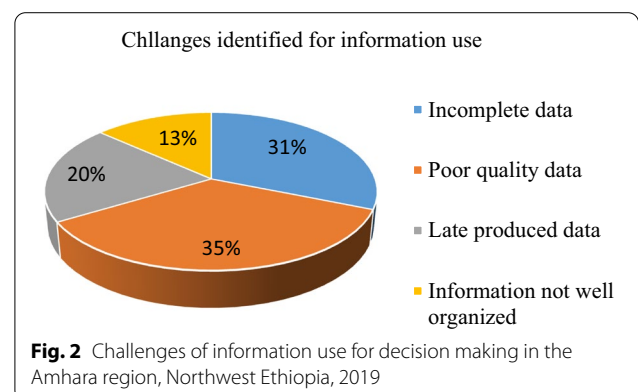 Chllanges identified for information use
13%
31%
20%
35%
Incomplete data
Poor quality data
Late produced data
Information not well
organized
Fig. 2 Challenges of information use for decision making in the
Amhara region, Northwest Ethiopia, 2019